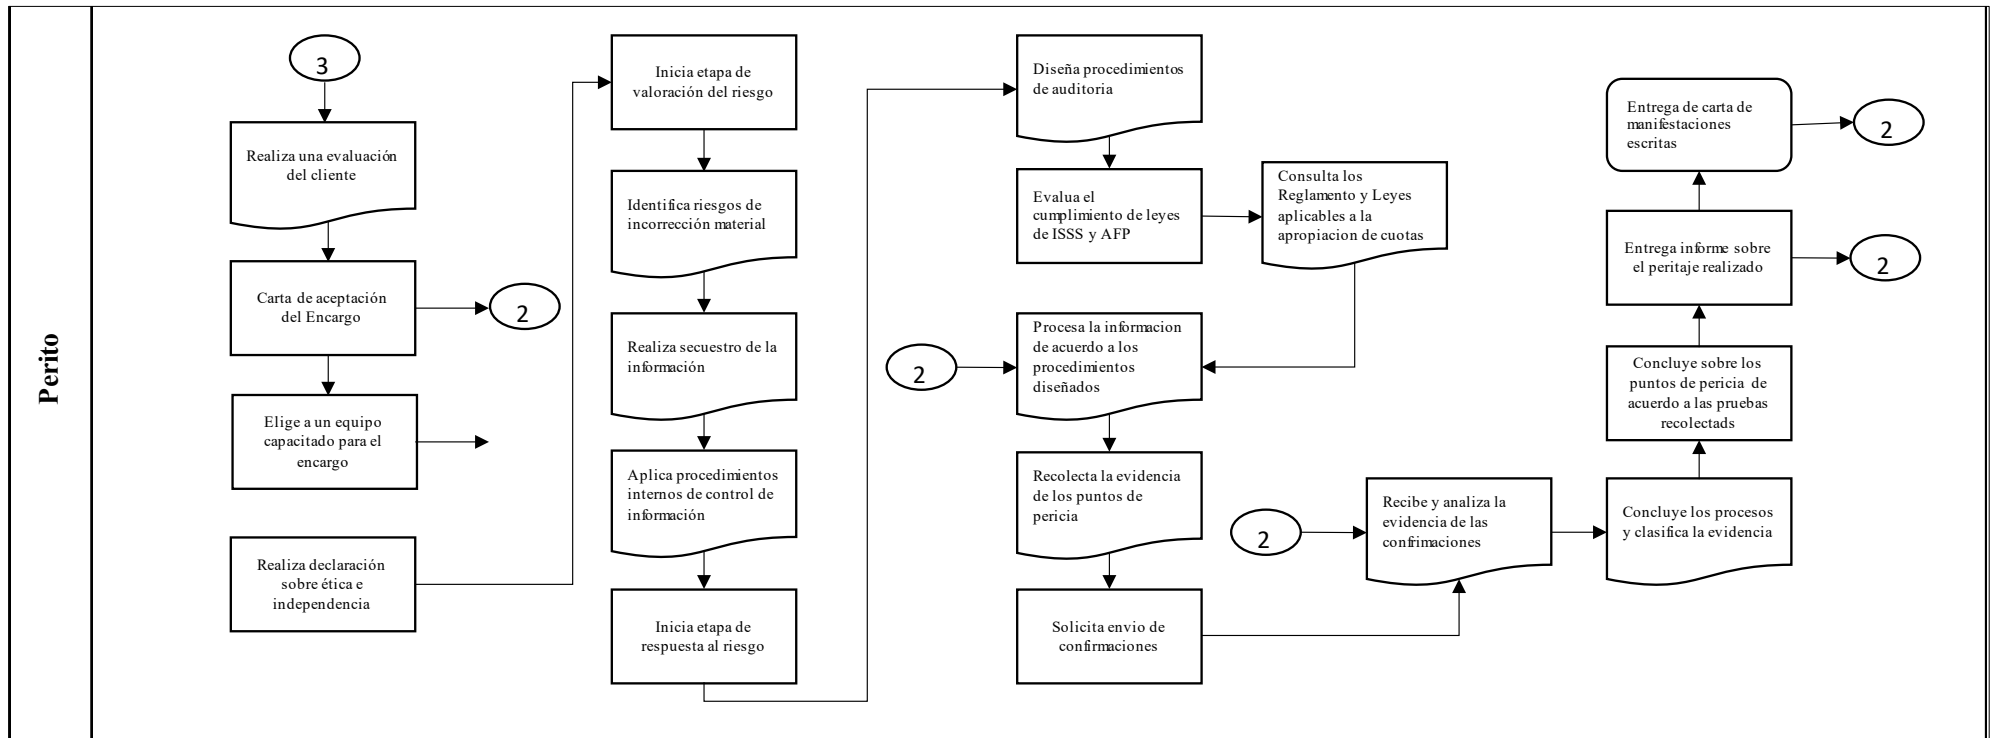 Perito
3
Realiza una evaluación
del cliente
Carta de aceptación
del Encargo
2
Elige a un equipo
capacitado para el
encargo
Realiza declaración
sobre ética e
independencia
Inicia etapa de
valoración del riesgo
Identifica riesgos de
incorrección material
Realiza secuestro de la
información
Aplica procedimientos
internos de control de
información
Inicia etapa de
respuesta al riesgo
Diseña procedimientos
de auditoria
Evalua el
cumplimiento de leyes
de ISSS y AFP
Consulta los
Reglamento y Leyes
aplicables a la
apropiacion de cuotas
2
Procesa la informacion
de acuerdo a los
procedimientos
diseñados
Recolecta la evidencia
de los puntos de
pericia
Solicita envio de
confirmaciones
2
Recibe y analiza la
evidencia de las
confrimaciones
Concluye los procesos
y clasifica la evidencia
Concluye sobre los
puntos de pericia de
acuerdo a las pruebas
recolectads
Entrega informe sobre
el peritaje realizado
2
Entrega de carta de
manifestaciones
escritas
2